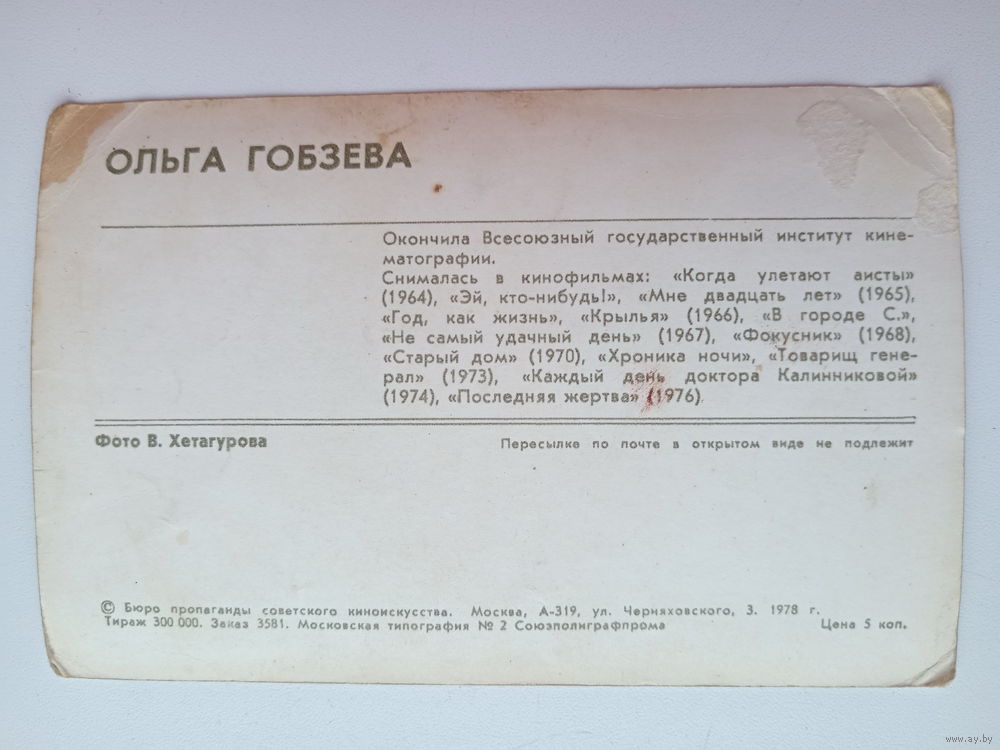 ОЛЬГА ГОБЗЕВА
Окончила Всесоюзный государственный институт кине-
матографии.
Снималась в кинофильмах: «Когда улетают аисты»
(1964), «Эй, кто-нибудь!», «Мне двадцать лет» (1965),
«Год, как жизнь», «Крылья» (1966), «В городе С.»,
«Не самый удачный день» (1967), «Фокусник» (1968),
«Старый дом» (1970), «Хроника ночи», «Товарищ гене-
рал» (1973), «Каждый день доктора Калинниковой»
(1974), «Последняя жертва» (1976).
Фото В. Хетагурова
Пересылке по почте в открытом виде не подлежит
© Бюро пропаганды советского киноискусства. Москва, А-319, ул. Черняховского, 3. 1978 г.
Тираж 300 000. Заказ 3581. Московская типография № 2 Союзполиграфпрома Цена 5 коп.
www.ay.by